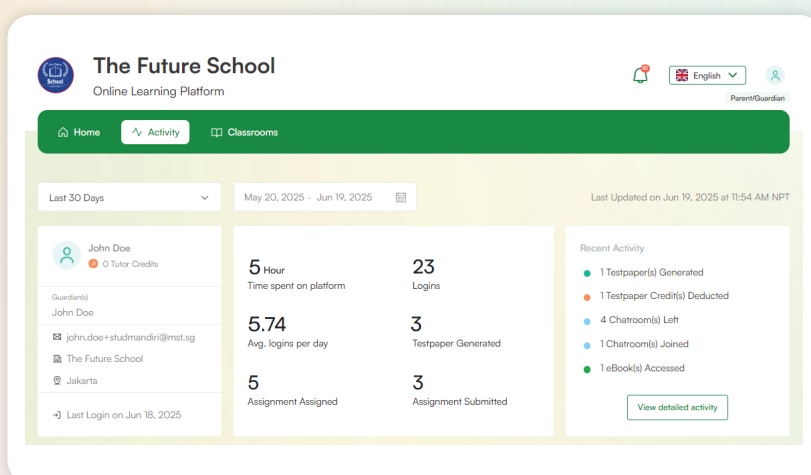 The Future School
Online Learning Platform
School
English
Parent/Guardian
Home
Activity
Classrooms
Last 30 Days
May 20, 2025 - Jun 19, 2025
Last Updated on Jun 19, 2025 at 11:54 AM NPT
John Doe
0 Tutor Credits
Guardian(s)
John Doe
john.doe+studmandiri@mst.sg
The Future School
Jakarta
Last Login on Jun 18, 2025
5 Hour
Time spent on platform
23
Logins
5.74
Avg. logins per day
3
Testpaper Generated
5
Assignment Assigned
3
Assignment Submitted
Recent Activity
1 Testpaper(s) Generated
1 Testpaper Credit(s) Deducted
4 Chatroom(s) Left
1 Chatroom(s) Joined
1 eBook(s) Accessed
View detailed activity